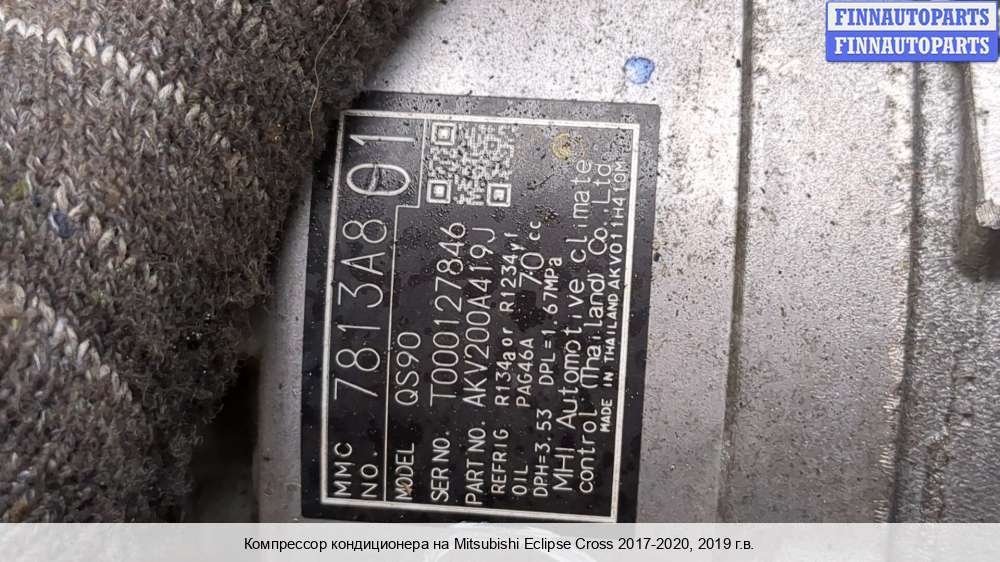 FINNAUTOPARTS
FINNAUTOPARTS
MMC NO. 7813A801
MODEL QS90
SER NO. T000127846
PART NO. AKV200A419J
REFRIG R134a or R1234yf
OIL PAG46A 70cc
DPH=3.53 DPL=1.67MPa
MHI Automotive climate
control (Thailand) Co.,Ltd.
MADE IN THAILAND AKV011H419M
Компрессор кондиционера на Mitsubishi Eclipse Cross 2017-2020, 2019 г.в.